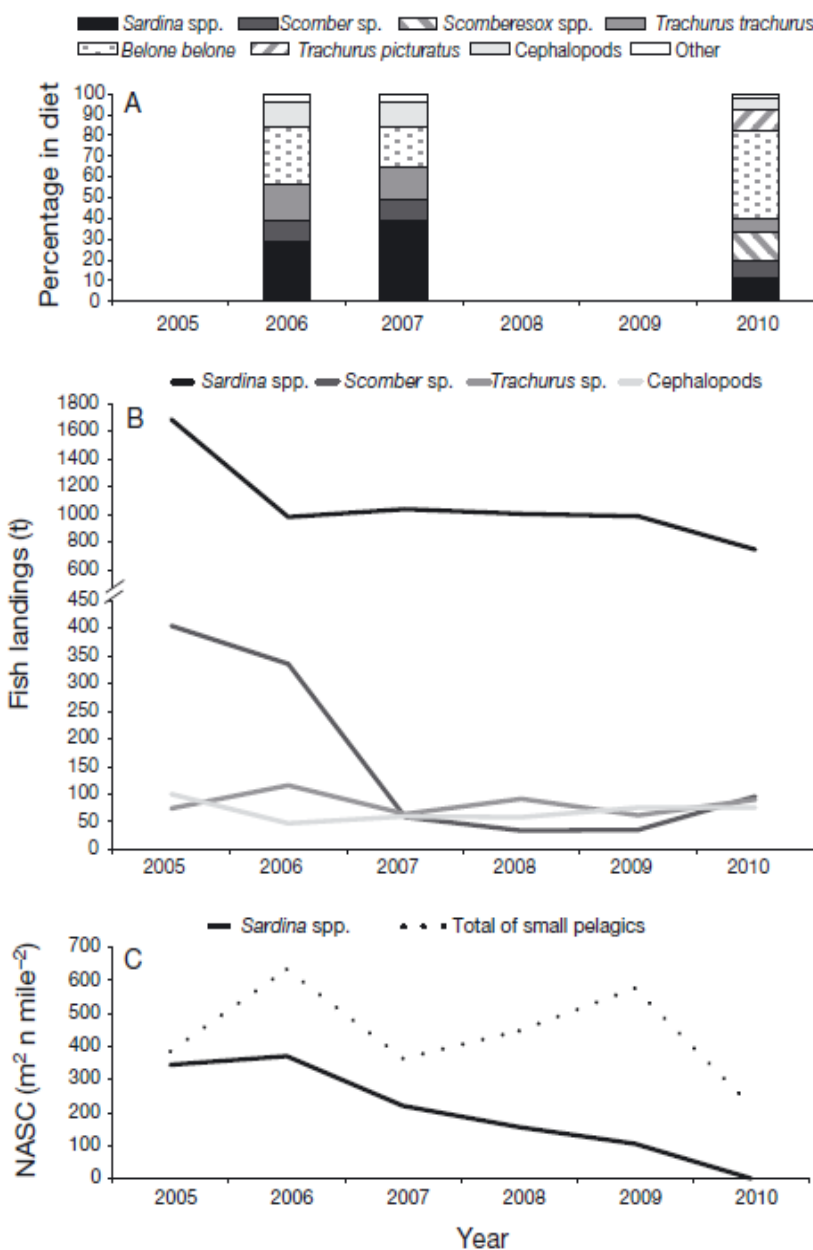 Sardina spp. Scomber sp. Scomberesox spp. Trachurus trachurus
Belone belone Trachurus picturatus Cephalopods Other
A
Percentage in diet
100
90
80
70
60
50
40
30
20
10
0
2005 2006 2007 2008 2009 2010
Sardina spp. Scomber sp. Trachurus sp. Cephalopods
B
Fish landings (t)
1800
1600
1400
1200
1000
800
600
450
400
350
300
250
200
150
100
50
0
2005 2006 2007 2008 2009 2010
Sardina spp. Total of small pelagics
C
NASC (m² n mile⁻²)
700
600
500
400
300
200
100
0
2005 2006 2007 2008 2009 2010
Year